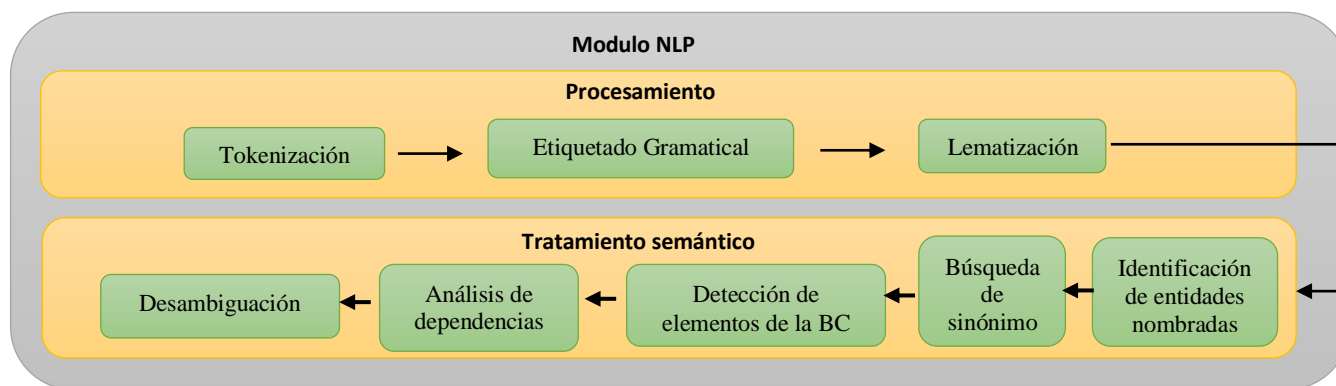 Modulo NLP
Procesamiento
Tokenización
Etiquetado Gramatical
Lematización
Tratamiento semántico
Desambiguación
Análisis de
dependencias
Detección de
elementos de la BC
Búsqueda
de
sinónimo
Identificación
de entidades
nombradas